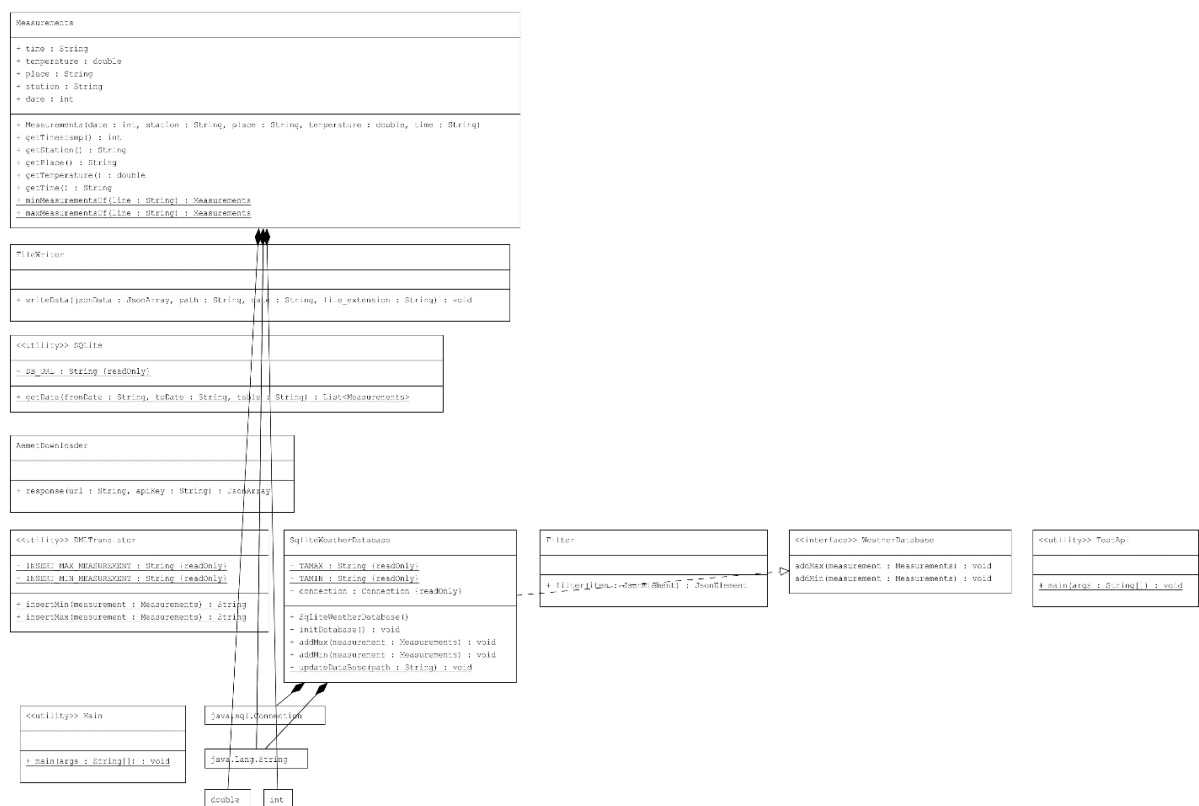 Measurements
+ time : String
+ temperature : double
+ place : String
+ station : String
+ date : int
+ Measurements(date : int, station : String, place : String, temperature : double, time : String)
+ getTimestamp() : int
+ getStation() : String
+ getPlace() : String
+ getTemperature() : double
+ getTime() : String
+ minMeasurementsOf(line : String) : Measurements
+ maxMeasurementsOf(line : String) : Measurements
FileWriter
+ writeData(jsonData : JsonArray, path : String, date : String, file_extension : String) : void
<<utility>> SQlite
- DB_URL : String {readOnly}
+ getData(fromDate : String, toDate : String, table : String) : List<Measurements>
AemetDownloader
+ response(url : String, apiKey : String) : JsonArray
<<utility>> DMLTranslator
- INSERT_MAX_MEASUREMENT : String {readOnly}
- INSERT_MIN_MEASUREMENT : String {readOnly}
+ insertMin(measurement : Measurements) : String
+ insertMax(measurement : Measurements) : String
SqliteWeatherDatabase
- TAMAX : String {readOnly}
- TAMIN : String {readOnly}
- connection : Connection {readOnly}
+ SqliteWeatherDatabase()
- initDatabase() : void
+ addMax(measurement : Measurements) : void
+ addMin(measurement : Measurements) : void
+ updateDataBase(path : String) : void
Filter
+ filter(item : JsonElement) : JsonElement
<<interface>> WeatherDatabase
addMax(measurement : Measurements) : void
addMin(measurement : Measurements) : void
<<utility>> TestApi
+ main(args : String[]) : void
<<utility>> Main
+ main(args : String[]) : void
java.sql.Connection
java.lang.String
double
int